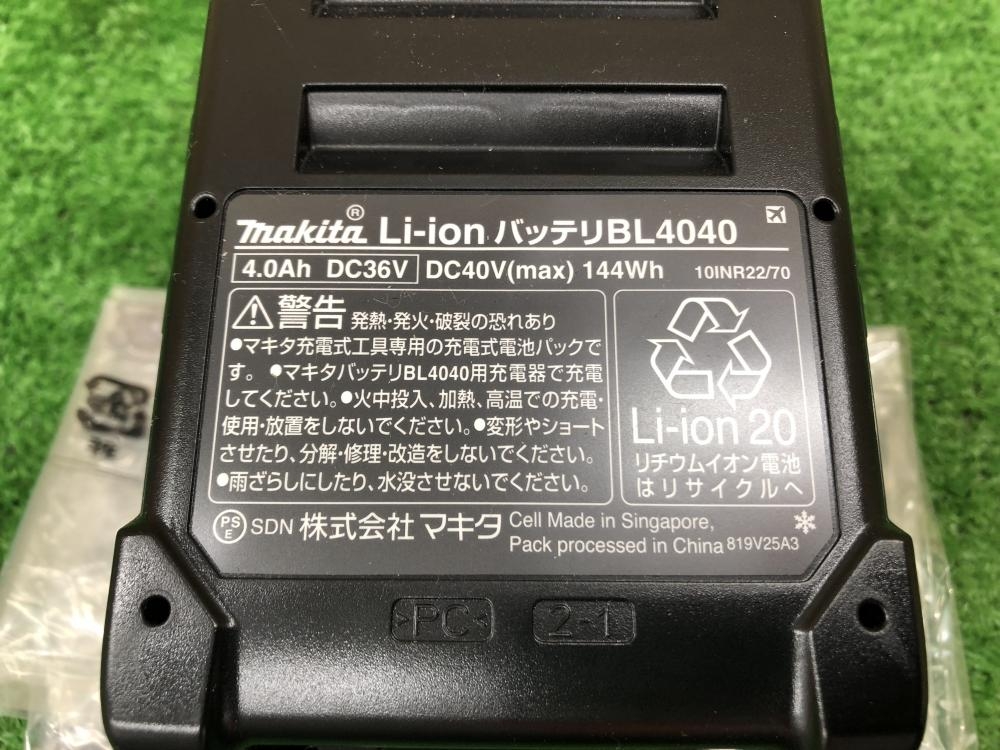 makita® Li-ion バッテリBL4040
4.0Ah DC36V DC40V(max) 144Wh 10INR22/70
警告 発熱・発火・破裂の恐れあり
●マキタ充電式工具専用の充電式電池パックで
す。●マキタバッテリBL4040用充電器で充電
してください。●火中投入、加熱、高温での充電・
使用・放置をしないでください。●変形やショート
させたり、分解・修理・改造をしないでください。
●雨ざらしにしたり、水没させないでください。
Li-ion 20
リチウムイオン電池
はリサイクルへ
PSE SDN 株式会社 マキタ
Cell Made in Singapore,
Pack processed in China 819V25A3
>PC< 2-1